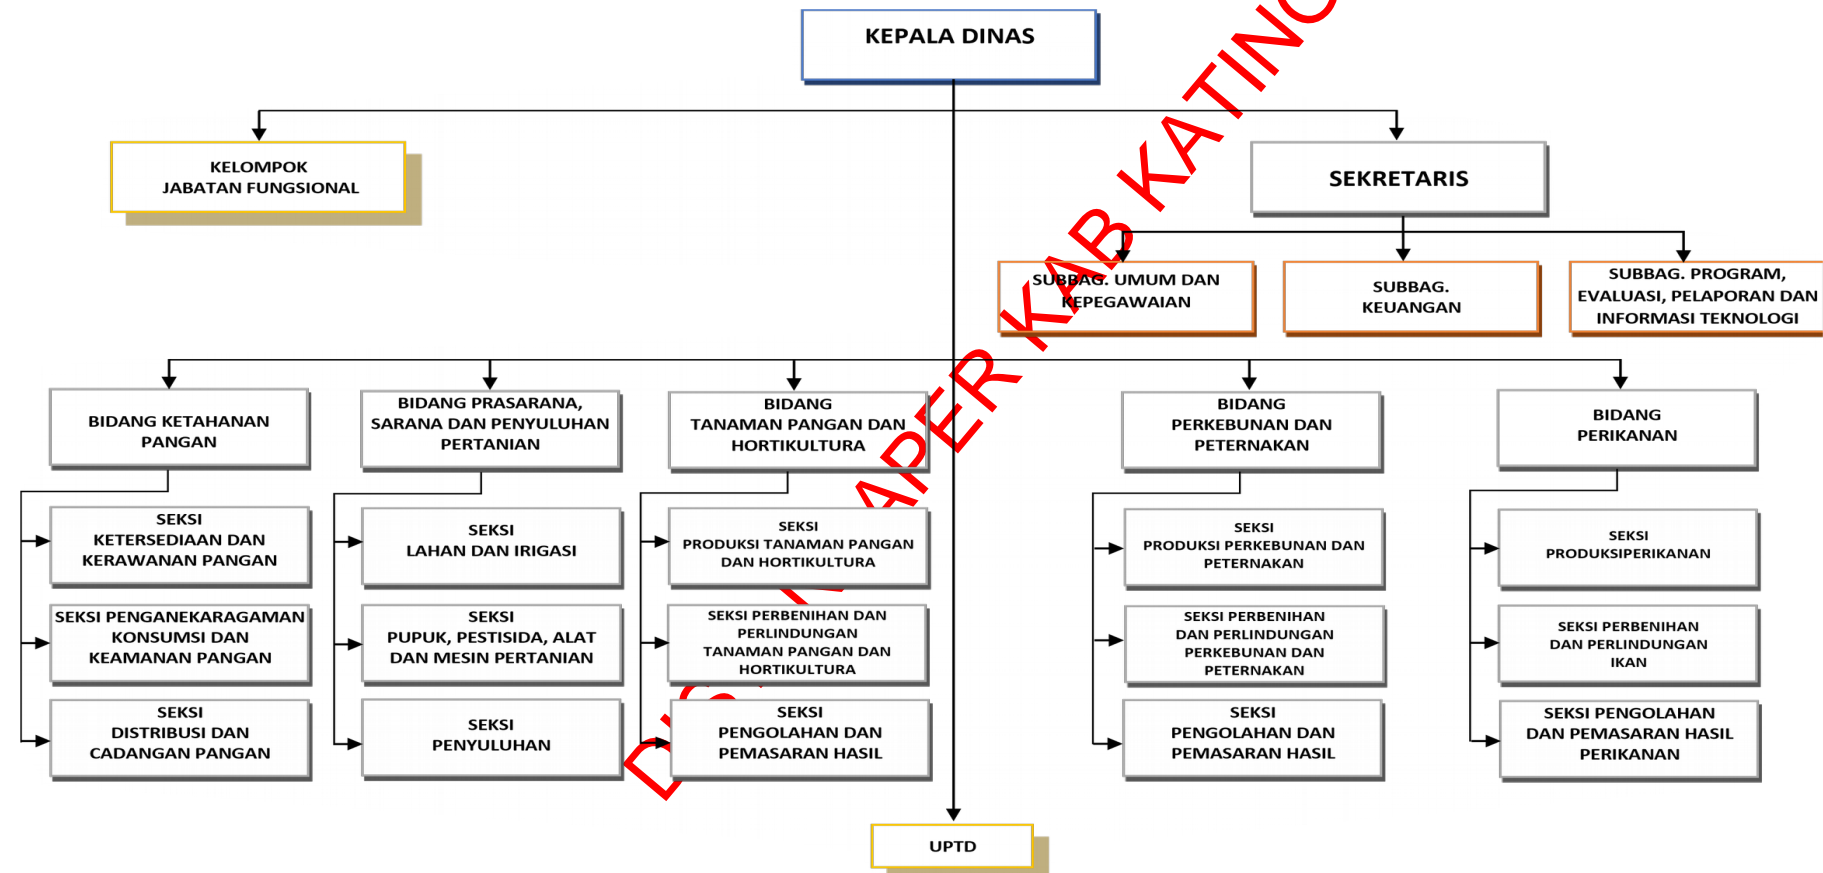 KEPALA DINAS
KELOMPOK
JABATAN FUNGSIONAL
SEKRETARIS
SUBBAG. UMUM DAN
KEPEGAWAIAN
SUBBAG.
KEUANGAN
SUBBAG. PROGRAM,
EVALUASI, PELAPORAN DAN
INFORMASI TEKNOLOGI
BIDANG KETAHANAN
PANGAN
BIDANG PRASARANA,
SARANA DAN PENYULUHAN
PERTANIAN
BIDANG
TANAMAN PANGAN DAN
HORTIKULTURA
BIDANG
PERKEBUNAN DAN
PETERNAKAN
BIDANG
PERIKANAN
SEKSI
KETERSEDIAAN DAN
KERAWANAN PANGAN
SEKSI
LAHAN DAN IRIGASI
SEKSI
PRODUKSI TANAMAN PANGAN
DAN HORTIKULTURA
SEKSI
PRODUKSI PERKEBUNAN DAN
PETERNAKAN
SEKSI
PRODUKSIPERIKANAN
SEKSI PENGANEKARAGAMAN
KONSUMSI DAN
KEAMANAN PANGAN
SEKSI
PUPUK, PESTISIDA, ALAT
DAN MESIN PERTANIAN
SEKSI PERBENIHAN DAN
PERLINDUNGAN
TANAMAN PANGAN DAN
HORTIKULTURA
SEKSI PERBENIHAN
DAN PERLINDUNGAN
PERKEBUNAN DAN
PETERNAKAN
SEKSI PERBENIHAN
DAN PERLINDUNGAN
IKAN
SEKSI
DISTRIBUSI DAN
CADANGAN PANGAN
SEKSI
PENYULUHAN
SEKSI
PENGOLAHAN DAN
PEMASARAN HASIL
SEKSI
PENGOLAHAN DAN
PEMASARAN HASIL
SEKSI PENGOLAHAN
DAN PEMASARAN HASIL
PERIKANAN
UPTD
KAB KATING